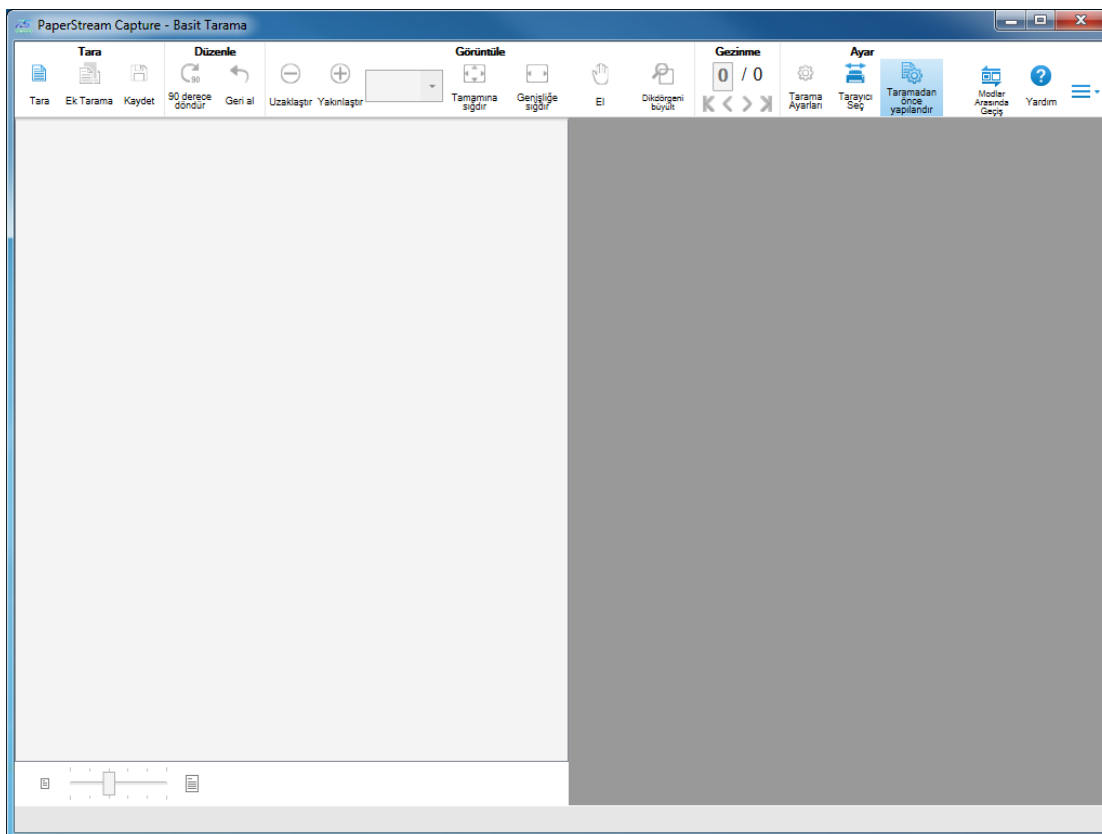 PaperStream Capture - Basit Tarama
Tara
Düzenle
Görüntüle
Gezinme
Ayar
90
0 / 0
Tara
Ek Tarama
Kaydet
90 derece
döndür
Geri al
Uzaklaştır
Yakınlaştır
Tamamına
sığdır
Genişliğe
sığdır
El
Dikdörgeni
büyült
Tarama
Ayarları
Tarayıcı
Seç
Taramadan
önce
yapılandır
Modlar
Arasında
Geçiş
Yardım